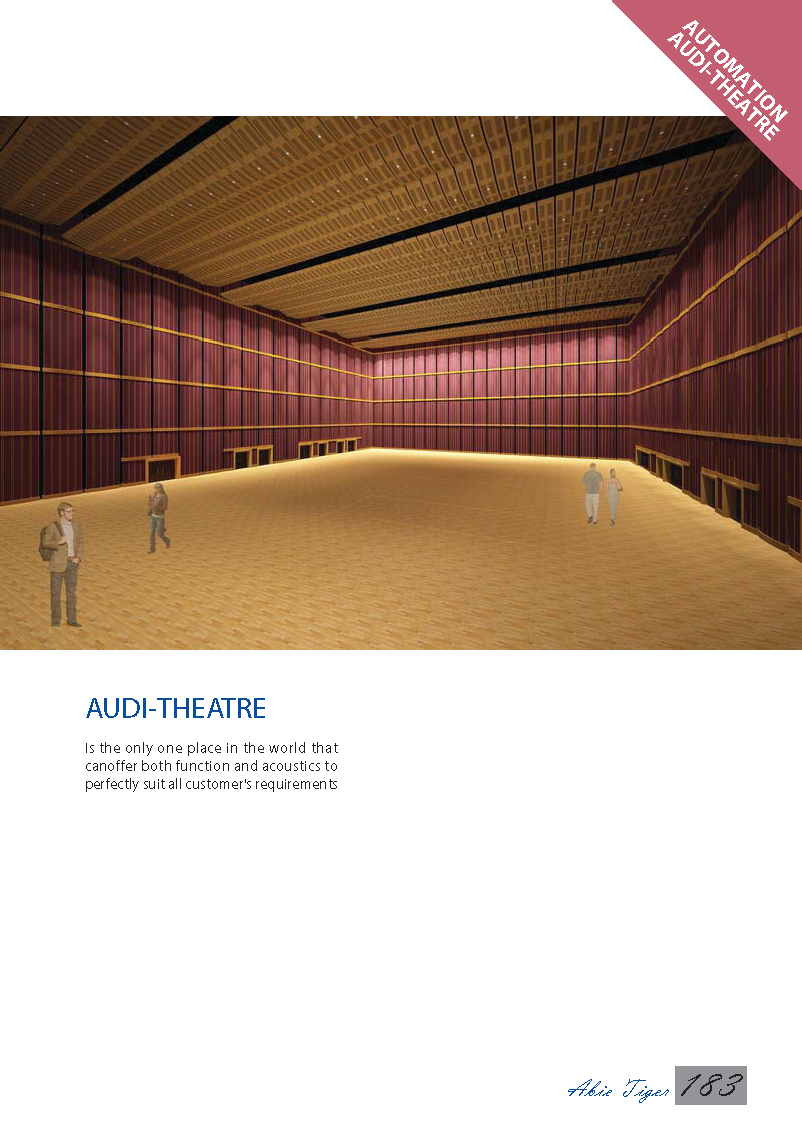 AUTOMATION
AUDI-THEATRE
AUDI-THEATRE
Is the only one place in the world that
canoffer both function and acoustics to
perfectly suit all customer's requirements
Abie Tiger 183